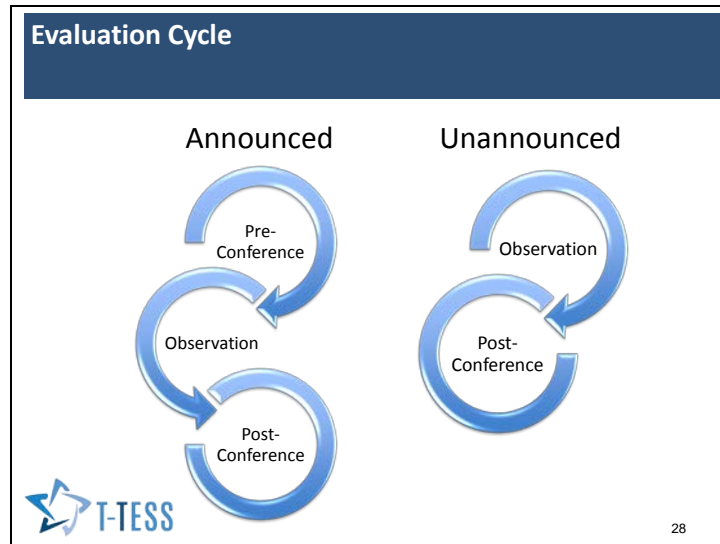 Evaluation Cycle
Announced
Pre-
Conference
Observation
Post-
Conference
Unannounced
Observation
Post-
Conference
T-TESS
28